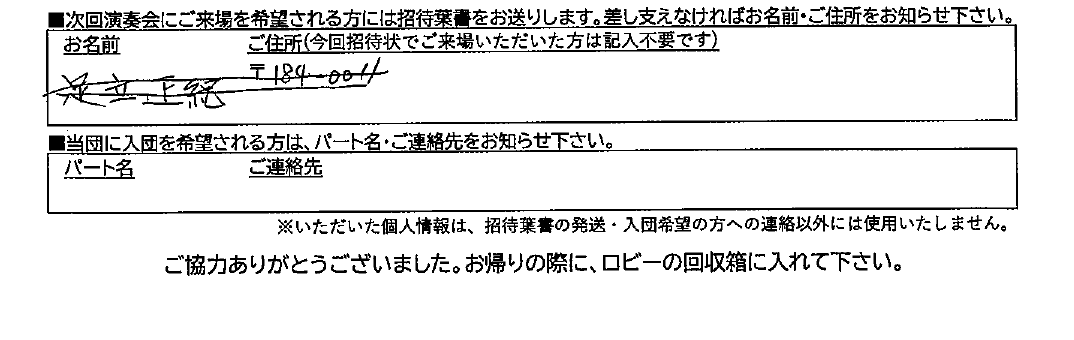 ■次回演奏会にご来場を希望される方には招待葉書をお送りします。差し支えなければお名前・ご住所をお知らせ下さい。
お名前 ご住所(今回招待状でご来場いただいた方は記入不要です)
足立正紀 〒184-0011
■当団に入団を希望される方は、パート名・ご連絡先をお知らせ下さい。
パート名 ご連絡先
※いただいた個人情報は、招待葉書の発送・入団希望の方への連絡以外には使用いたしません。
ご協力ありがとうございました。お帰りの際に、ロビーの回収箱に入れて下さい。